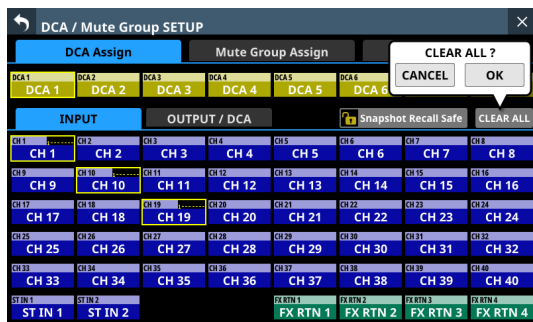 DCA / Mute Group SETUP
DCA Assign Mute Group Assign
CLEAR ALL ?
CANCEL OK
DCA 1 DCA 2 DCA 3 DCA 4 DCA 5 DCA 6
DCA 1 DCA 2 DCA 3 DCA 4 DCA 5 DCA 6
INPUT OUTPUT / DCA Snapshot Recall Safe CLEAR ALL
CH 1 1 CH 2 CH 3 CH 4 CH 5 CH 6 CH 7 CH 8
CH 1 CH 2 CH 3 CH 4 CH 5 CH 6 CH 7 CH 8
CH 9 CH 10 1 CH 11 CH 12 CH 13 CH 14 CH 15 CH 16
CH 9 CH 10 CH 11 CH 12 CH 13 CH 14 CH 15 CH 16
CH 17 CH 18 CH 19 1 CH 20 CH 21 CH 22 CH 23 CH 24
CH 17 CH 18 CH 19 CH 20 CH 21 CH 22 CH 23 CH 24
CH 25 CH 26 CH 27 CH 28 CH 29 CH 30 CH 31 CH 32
CH 25 CH 26 CH 27 CH 28 CH 29 CH 30 CH 31 CH 32
CH 33 CH 34 CH 35 CH 36 CH 37 CH 38 CH 39 CH 40
CH 33 CH 34 CH 35 CH 36 CH 37 CH 38 CH 39 CH 40
ST IN 1 ST IN 2 FX RTN 1 FX RTN 2 FX RTN 3 FX RTN 4
ST IN 1 ST IN 2 FX RTN 1 FX RTN 2 FX RTN 3 FX RTN 4